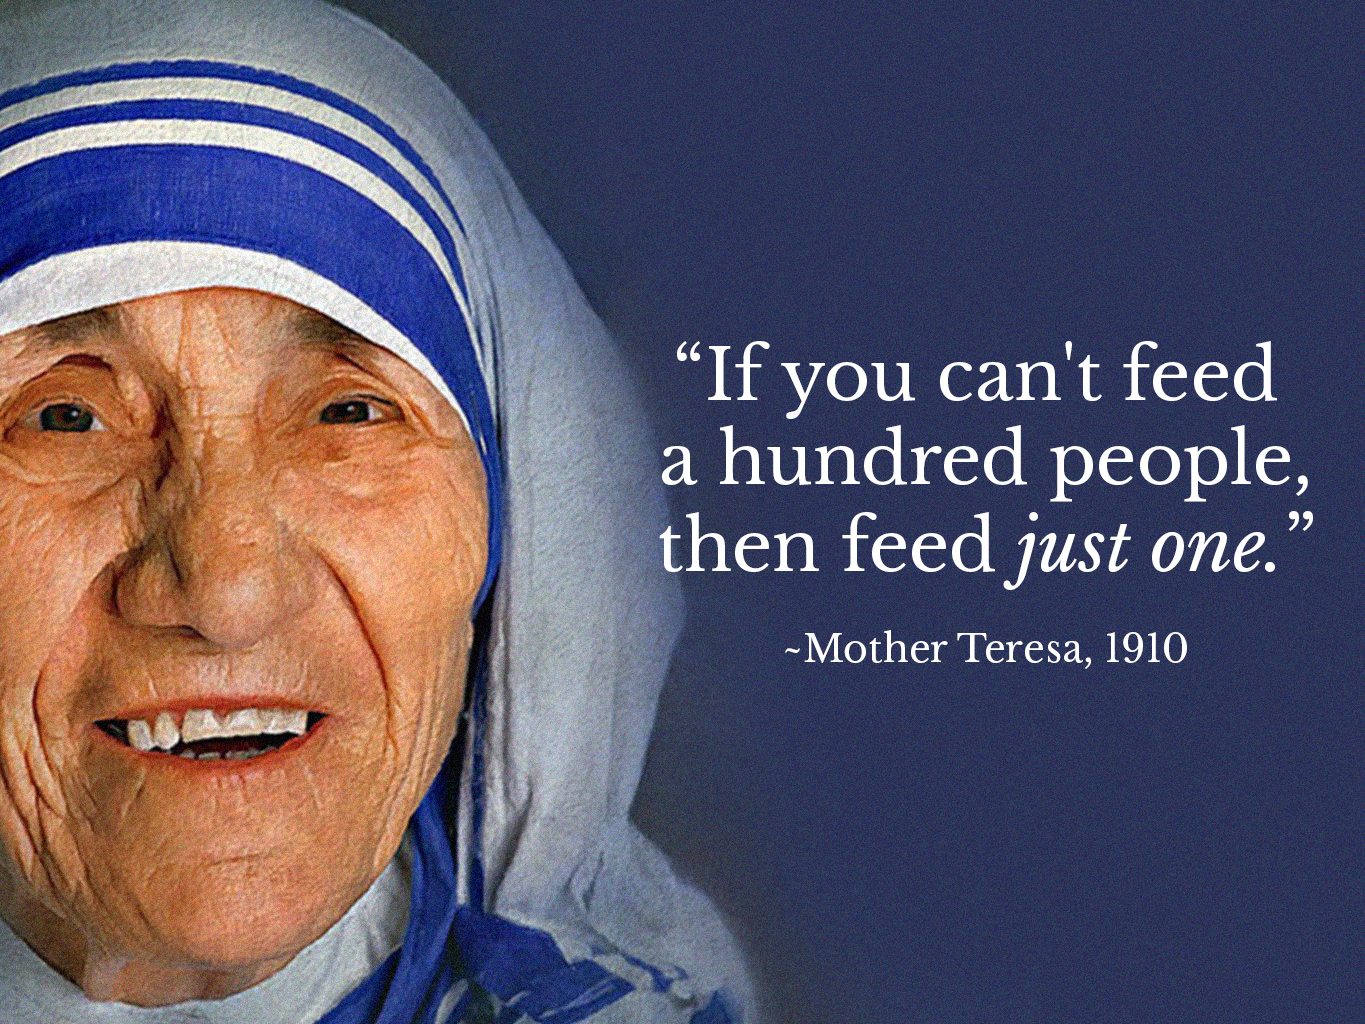 “If you can't feed
a hundred people,
then feed just one.”
~Mother Teresa, 1910